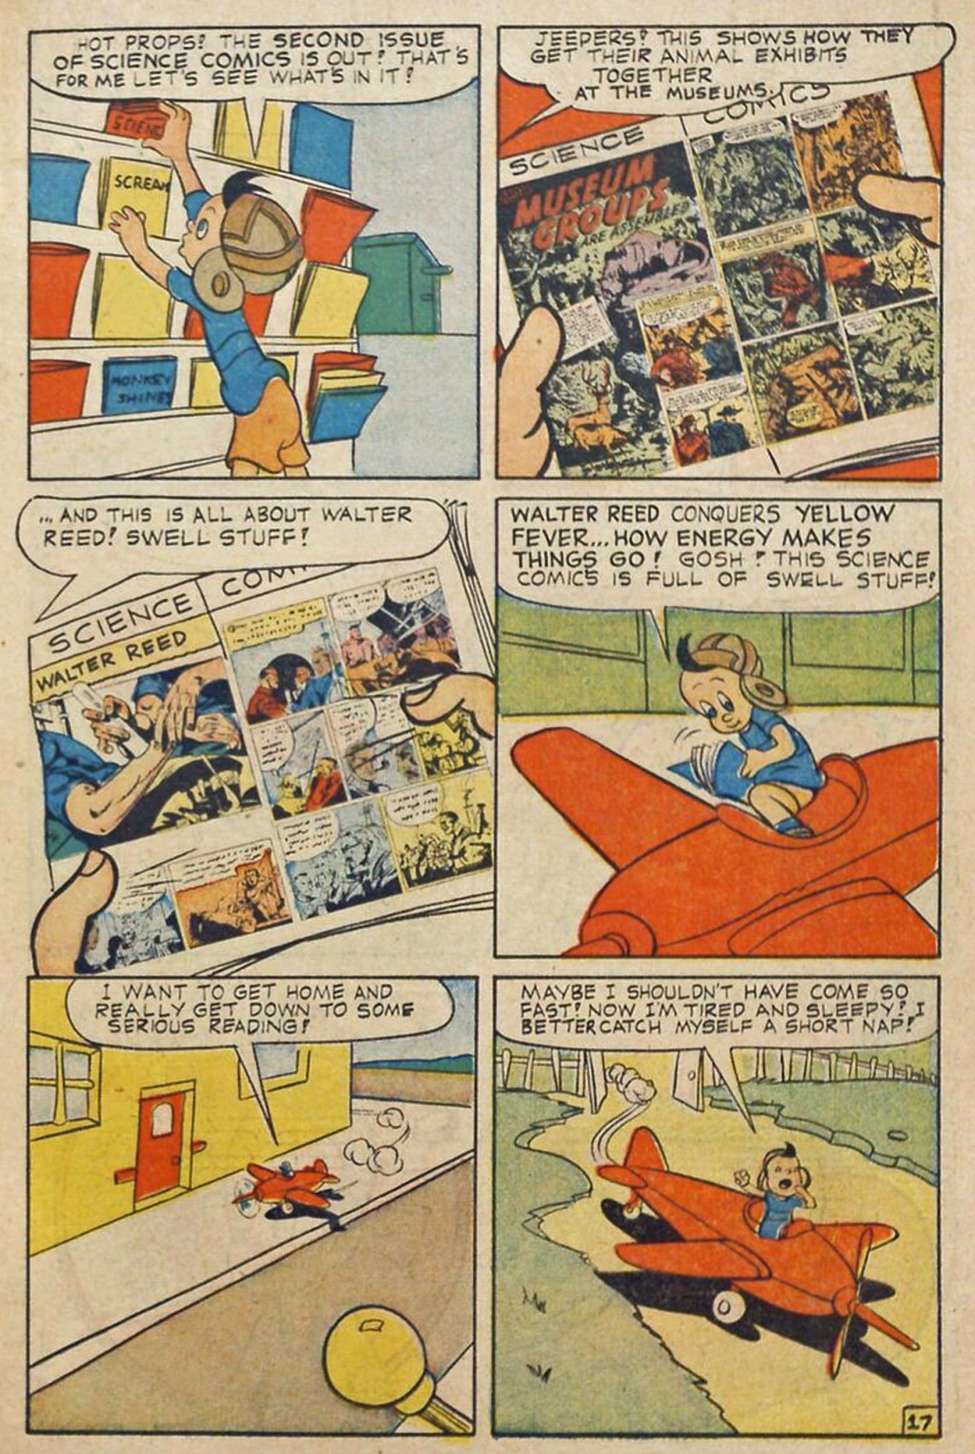 HOT PROPS! THE SECOND ISSUE
OF SCIENCE COMICS IS OUT! THAT'S
FOR ME LET'S SEE WHAT'S IN IT!
SCIENC
SCREAM
MONKEY
SHINES
JEEPERS! THIS SHOWS HOW THEY
GET THEIR ANIMAL EXHIBITS
TOGETHER
AT THE MUSEUMS.!
SCIENCE COMICS
MUSEUM
GROUPS
ARE ASSEMBLED
...AND THIS IS ALL ABOUT WALTER
REED! SWELL STUFF!
SCIENCE COMI
WALTER REED
WALTER REED CONQUERS YELLOW
FEVER...HOW ENERGY MAKES
THINGS GO! GOSH! THIS SCIENCE
COMICS IS FULL OF SWELL STUFF!
I WANT TO GET HOME AND
REALLY GET DOWN TO SOME
SERIOUS READING!
MAYBE I SHOULDN'T HAVE COME SO
FAST! NOW I'M TIRED AND SLEEPY! I
BETTER CATCH MYSELF A SHORT NAP!
17